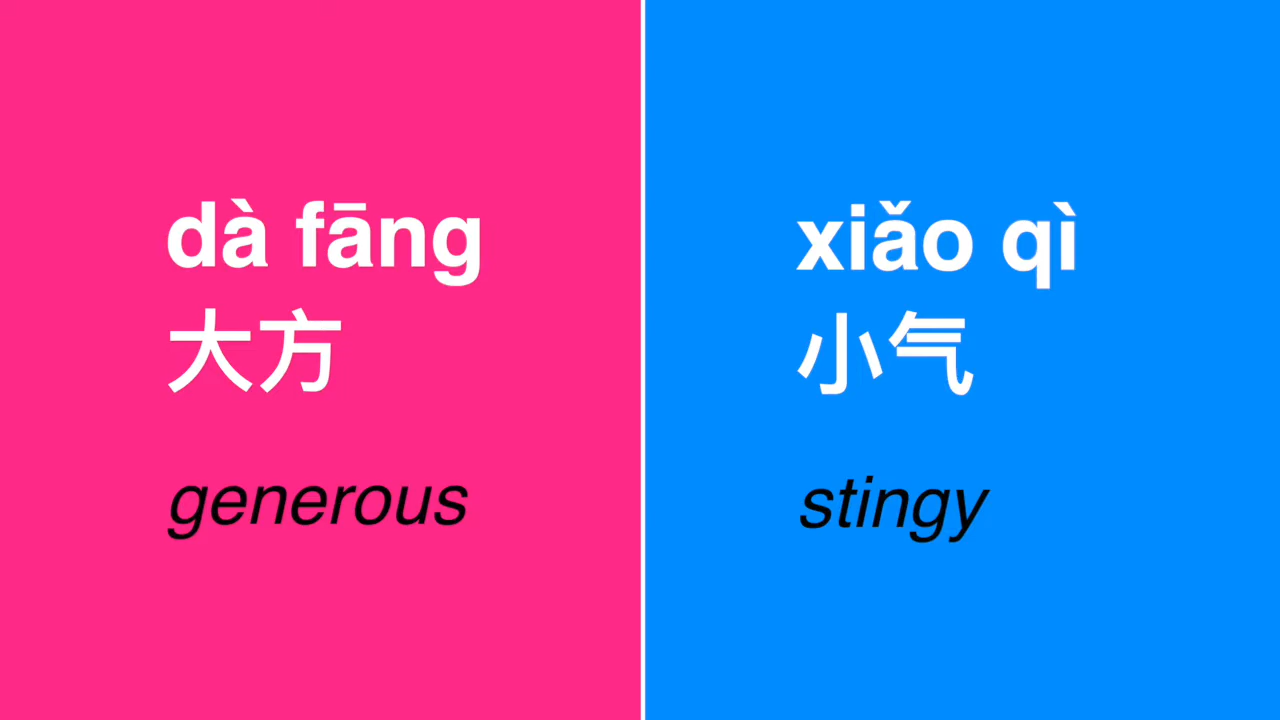 dà fāng
大方
generous
xiǎo qì
小气
stingy